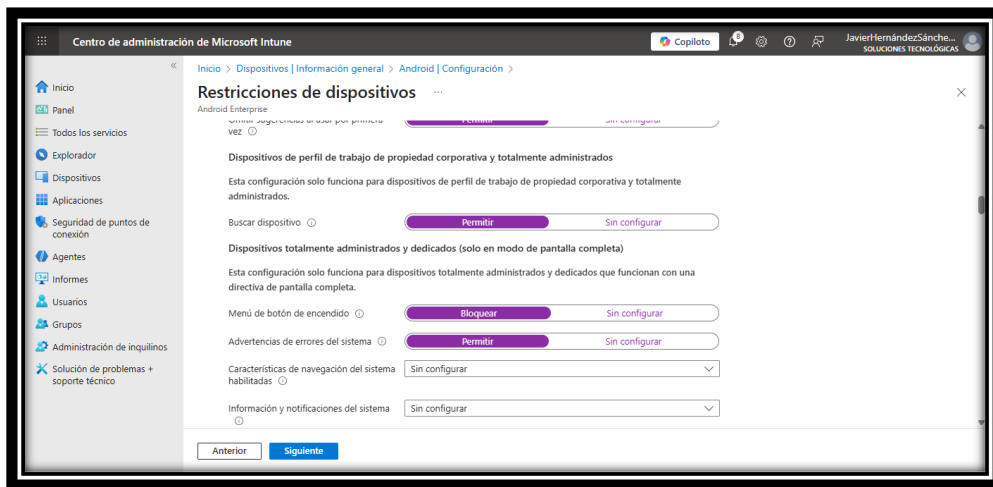 Centro de administración de Microsoft Intune
Copiloto
8
JavierHernándezSánche...
SOLUCIONES TECNOLÓGICAS
Inicio
Panel
Todos los servicios
Explorador
Dispositivos
Aplicaciones
Seguridad de puntos de
conexión
Agentes
Informes
Usuarios
Grupos
Administración de inquilinos
Solución de problemas +
soporte técnico
Inicio > Dispositivos | Información general > Android | Configuración >
Restricciones de dispositivos ...
Android Enterprise
Omitir sugerencias al usar por primera Permitir Sin configurar
vez
Dispositivos de perfil de trabajo de propiedad corporativa y totalmente administrados
Esta configuración solo funciona para dispositivos de perfil de trabajo de propiedad corporativa y totalmente
administrados.
Buscar dispositivo Permitir Sin configurar
Dispositivos totalmente administrados y dedicados (solo en modo de pantalla completa)
Esta configuración solo funciona para dispositivos totalmente administrados y dedicados que funcionan con una
directiva de pantalla completa.
Menú de botón de encendido Bloquear Sin configurar
Advertencias de errores del sistema Permitir Sin configurar
Características de navegación del sistema Sin configurar
habilitadas
Información y notificaciones del sistema Sin configurar
Anterior Siguiente